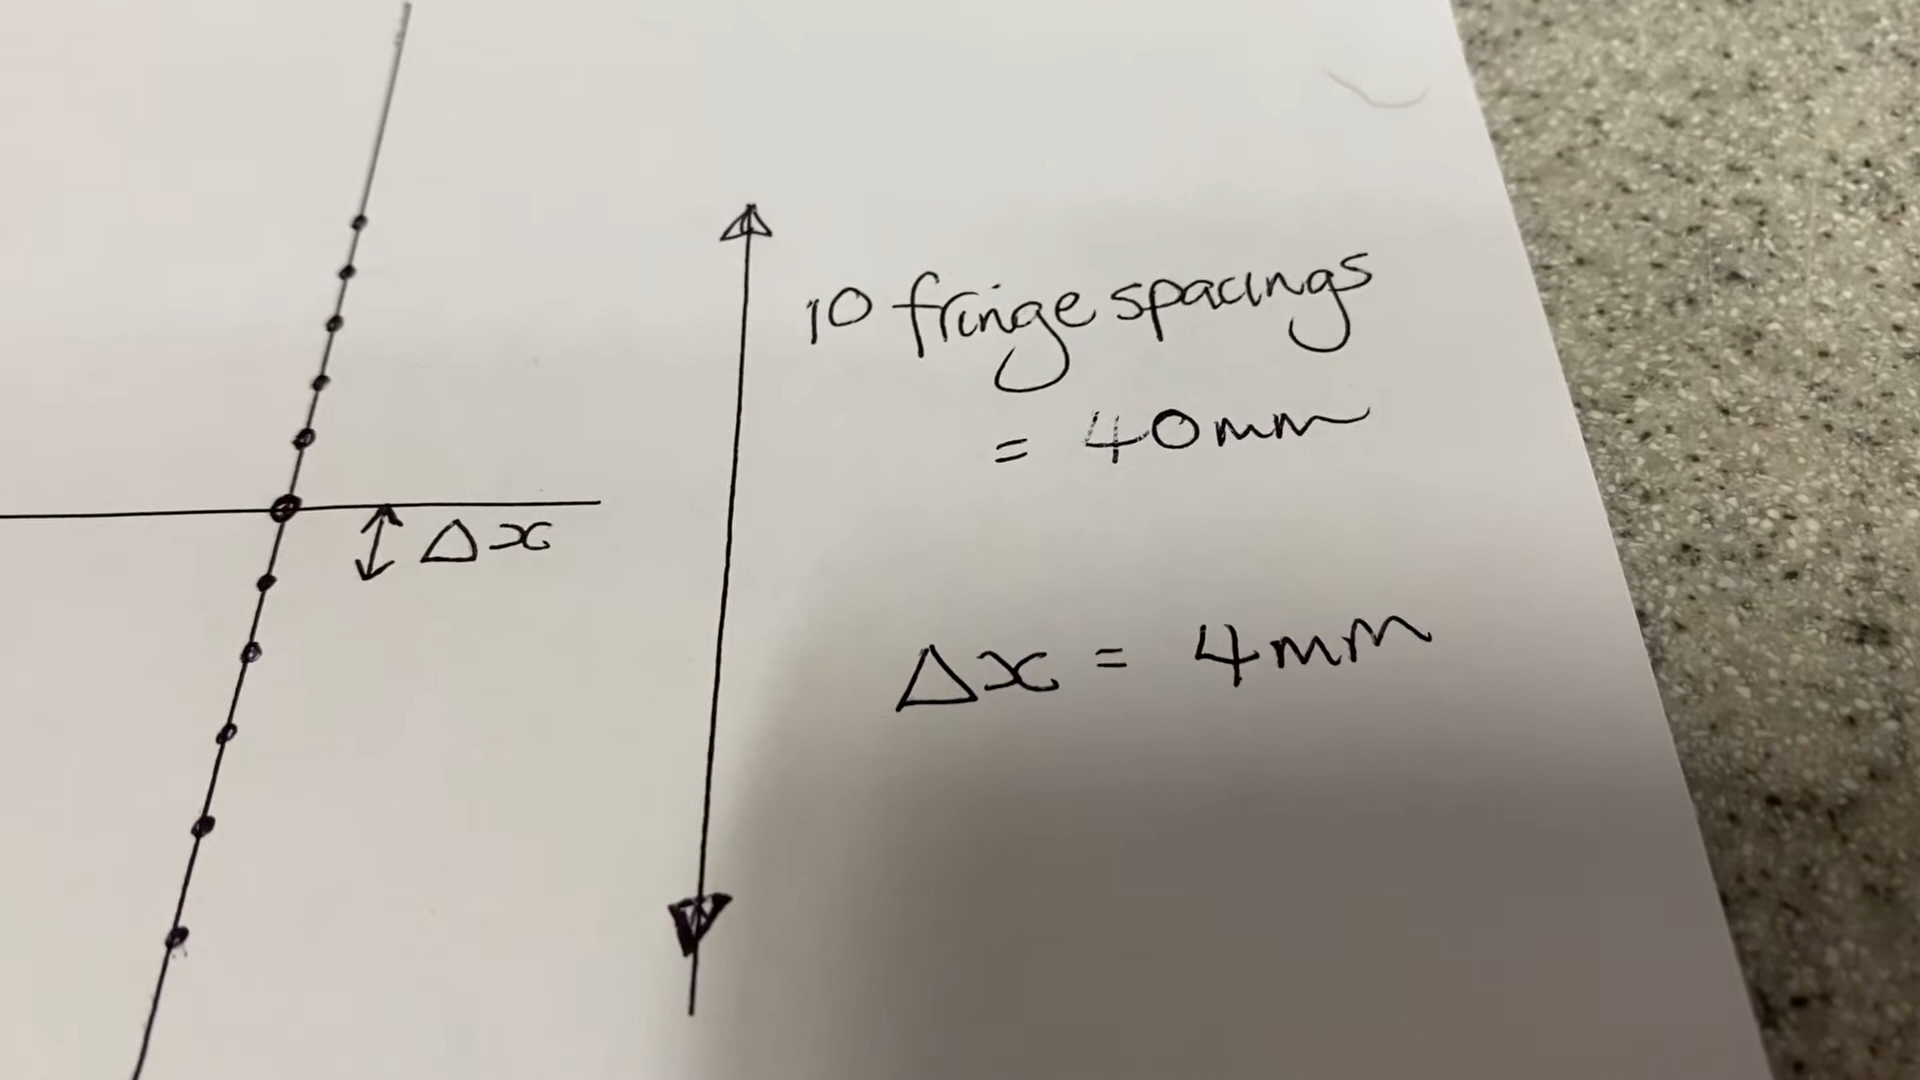 10 fringe spacings
= 40mm
Δx
Δx = 4mm